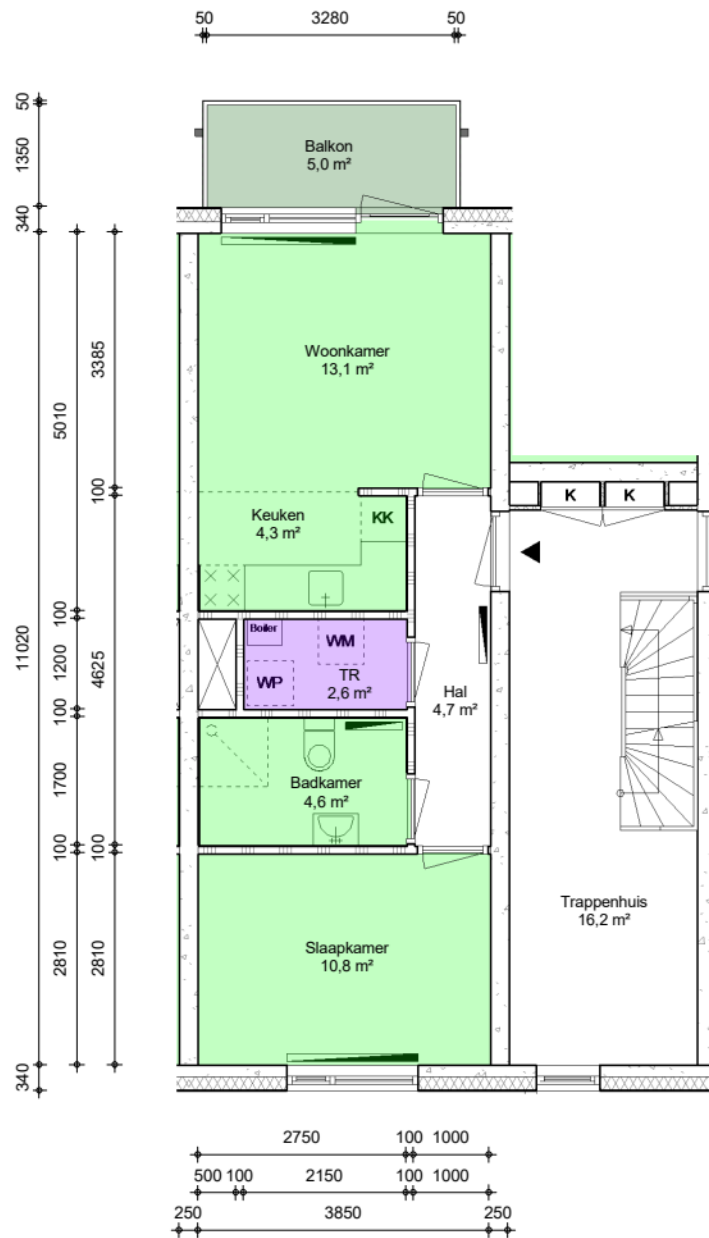 50 3280 50
50
1350
340
Balkon
5,0 m²
Woonkamer
13,1 m²
3385
5010
100
Keuken
4,3 m²
KK
K K
11020
100
1200
100
4625
Boiler
WM
WP
TR
2,6 m²
Hal
4,7 m²
1700
Badkamer
4,6 m²
100 100
Trappenhuis
16,2 m²
Slaapkamer
10,8 m²
2810 2810
340
2750 100 1000
500 100 2150 100 1000
250 3850 250